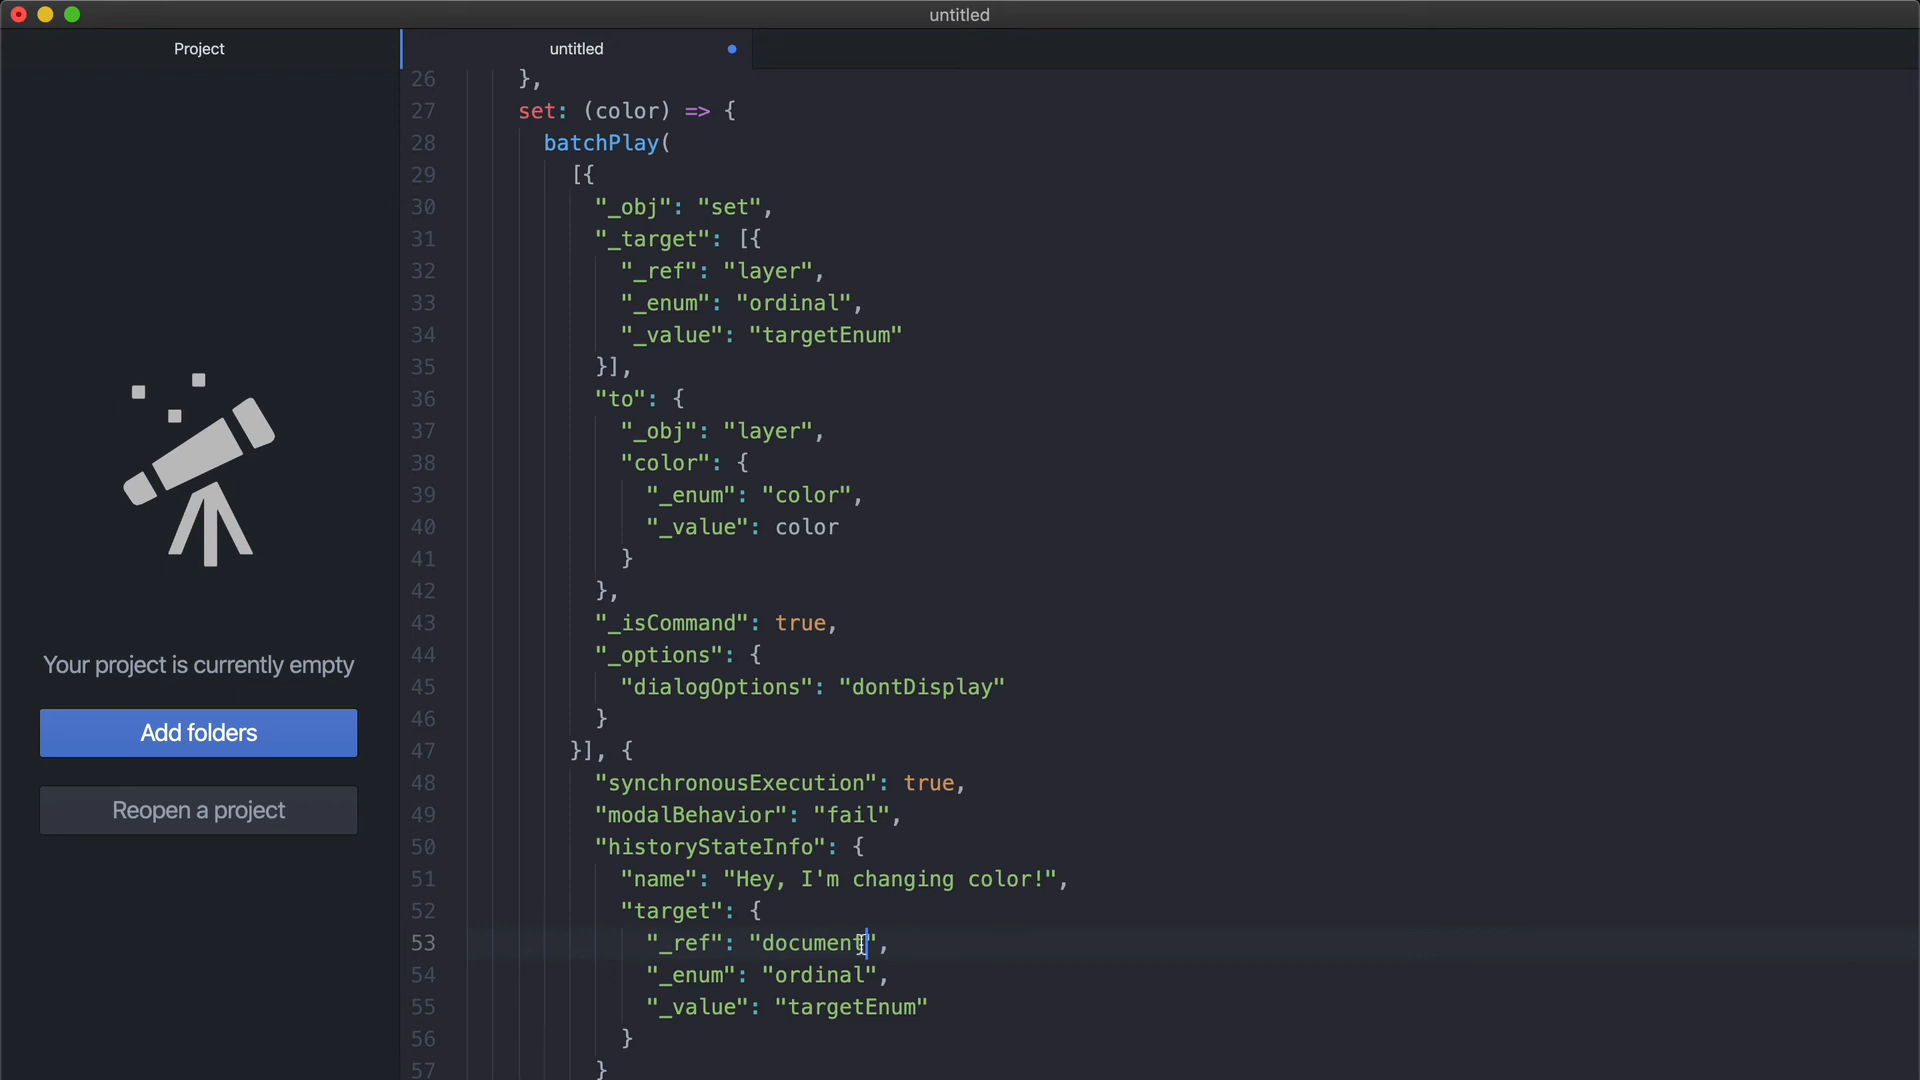 untitled
Project
untitled
26 },
27 set: (color) => {
28 batchPlay(
29 [{
30 "_obj": "set",
31 "_target": [{
32 "_ref": "layer",
33 "_enum": "ordinal",
34 "_value": "targetEnum"
35 }],
36 "to": {
37 "_obj": "layer",
38 "color": {
39 "_enum": "color",
40 "_value": color
41 }
42 },
43 "_isCommand": true,
44 "_options": {
45 "dialogOptions": "dontDisplay"
46 }
47 }], {
48 "synchronousExecution": true,
49 "modalBehavior": "fail",
50 "historyStateInfo": {
51 "name": "Hey, I'm changing color!",
52 "target": {
53 "_ref": "document",
54 "_enum": "ordinal",
55 "_value": "targetEnum"
56 }
57 }
Your project is currently empty
Add folders
Reopen a project